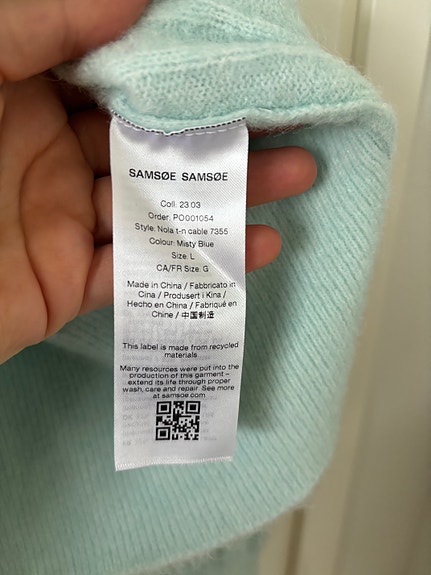 SAMSØE SAMSØE
Coll. 23.03
Order: PO001054
Style: Nola t-n cable 7355
Colour: Misty Blue
Size: L
CA/FR Size: G
Made in China / Fabbricato in
Cina / Produsert i Kina /
Hecho en China / Fabriqué en
Chine / 中国制造
This label is made from recycled
materials
Many resources were put into the
production of this garment –
extend its life through proper
wash, care and repair. See more
at samsoe.com